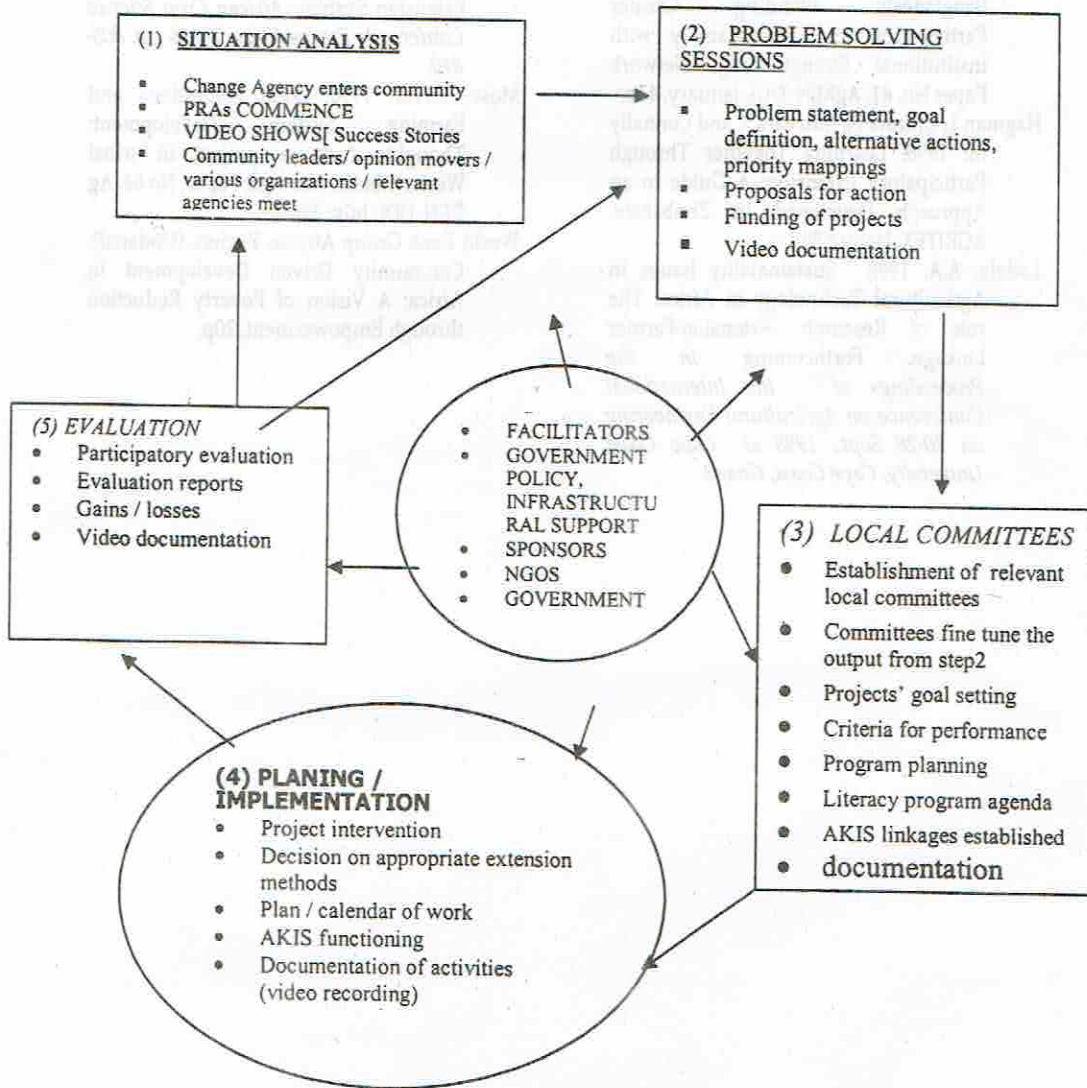 (1) SITUATION ANALYSIS
▪ Change Agency enters community
▪ PRAs COMMENCE
▪ VIDEO SHOWS[ Success Stories
▪ Community leaders/ opinion movers /
various organizations / relevant
agencies meet
(2) PROBLEM SOLVING
SESSIONS
▪ Problem statement, goal
definition, alternative actions,
priority mappings
▪ Proposals for action
▪ Funding of projects
▪ Video documentation
(5) EVALUATION
• Participatory evaluation
• Evaluation reports
• Gains / losses
• Video documentation
• FACILITATORS
• GOVERNMENT
POLICY,
INFRASTRUCTU
RAL SUPPORT
• SPONSORS
• NGOS
• GOVERNMENT
(3) LOCAL COMMITTEES
• Establishment of relevant
local committees
• Committees fine tune the
output from step2
• Projects' goal setting
• Criteria for performance
• Program planning
• Literacy program agenda
• AKIS linkages established
• documentation
(4) PLANING /
IMPLEMENTATION
• Project intervention
• Decision on appropriate extension
methods
• Plan / calendar of work
• AKIS functioning
• Documentation of activities
(video recording)